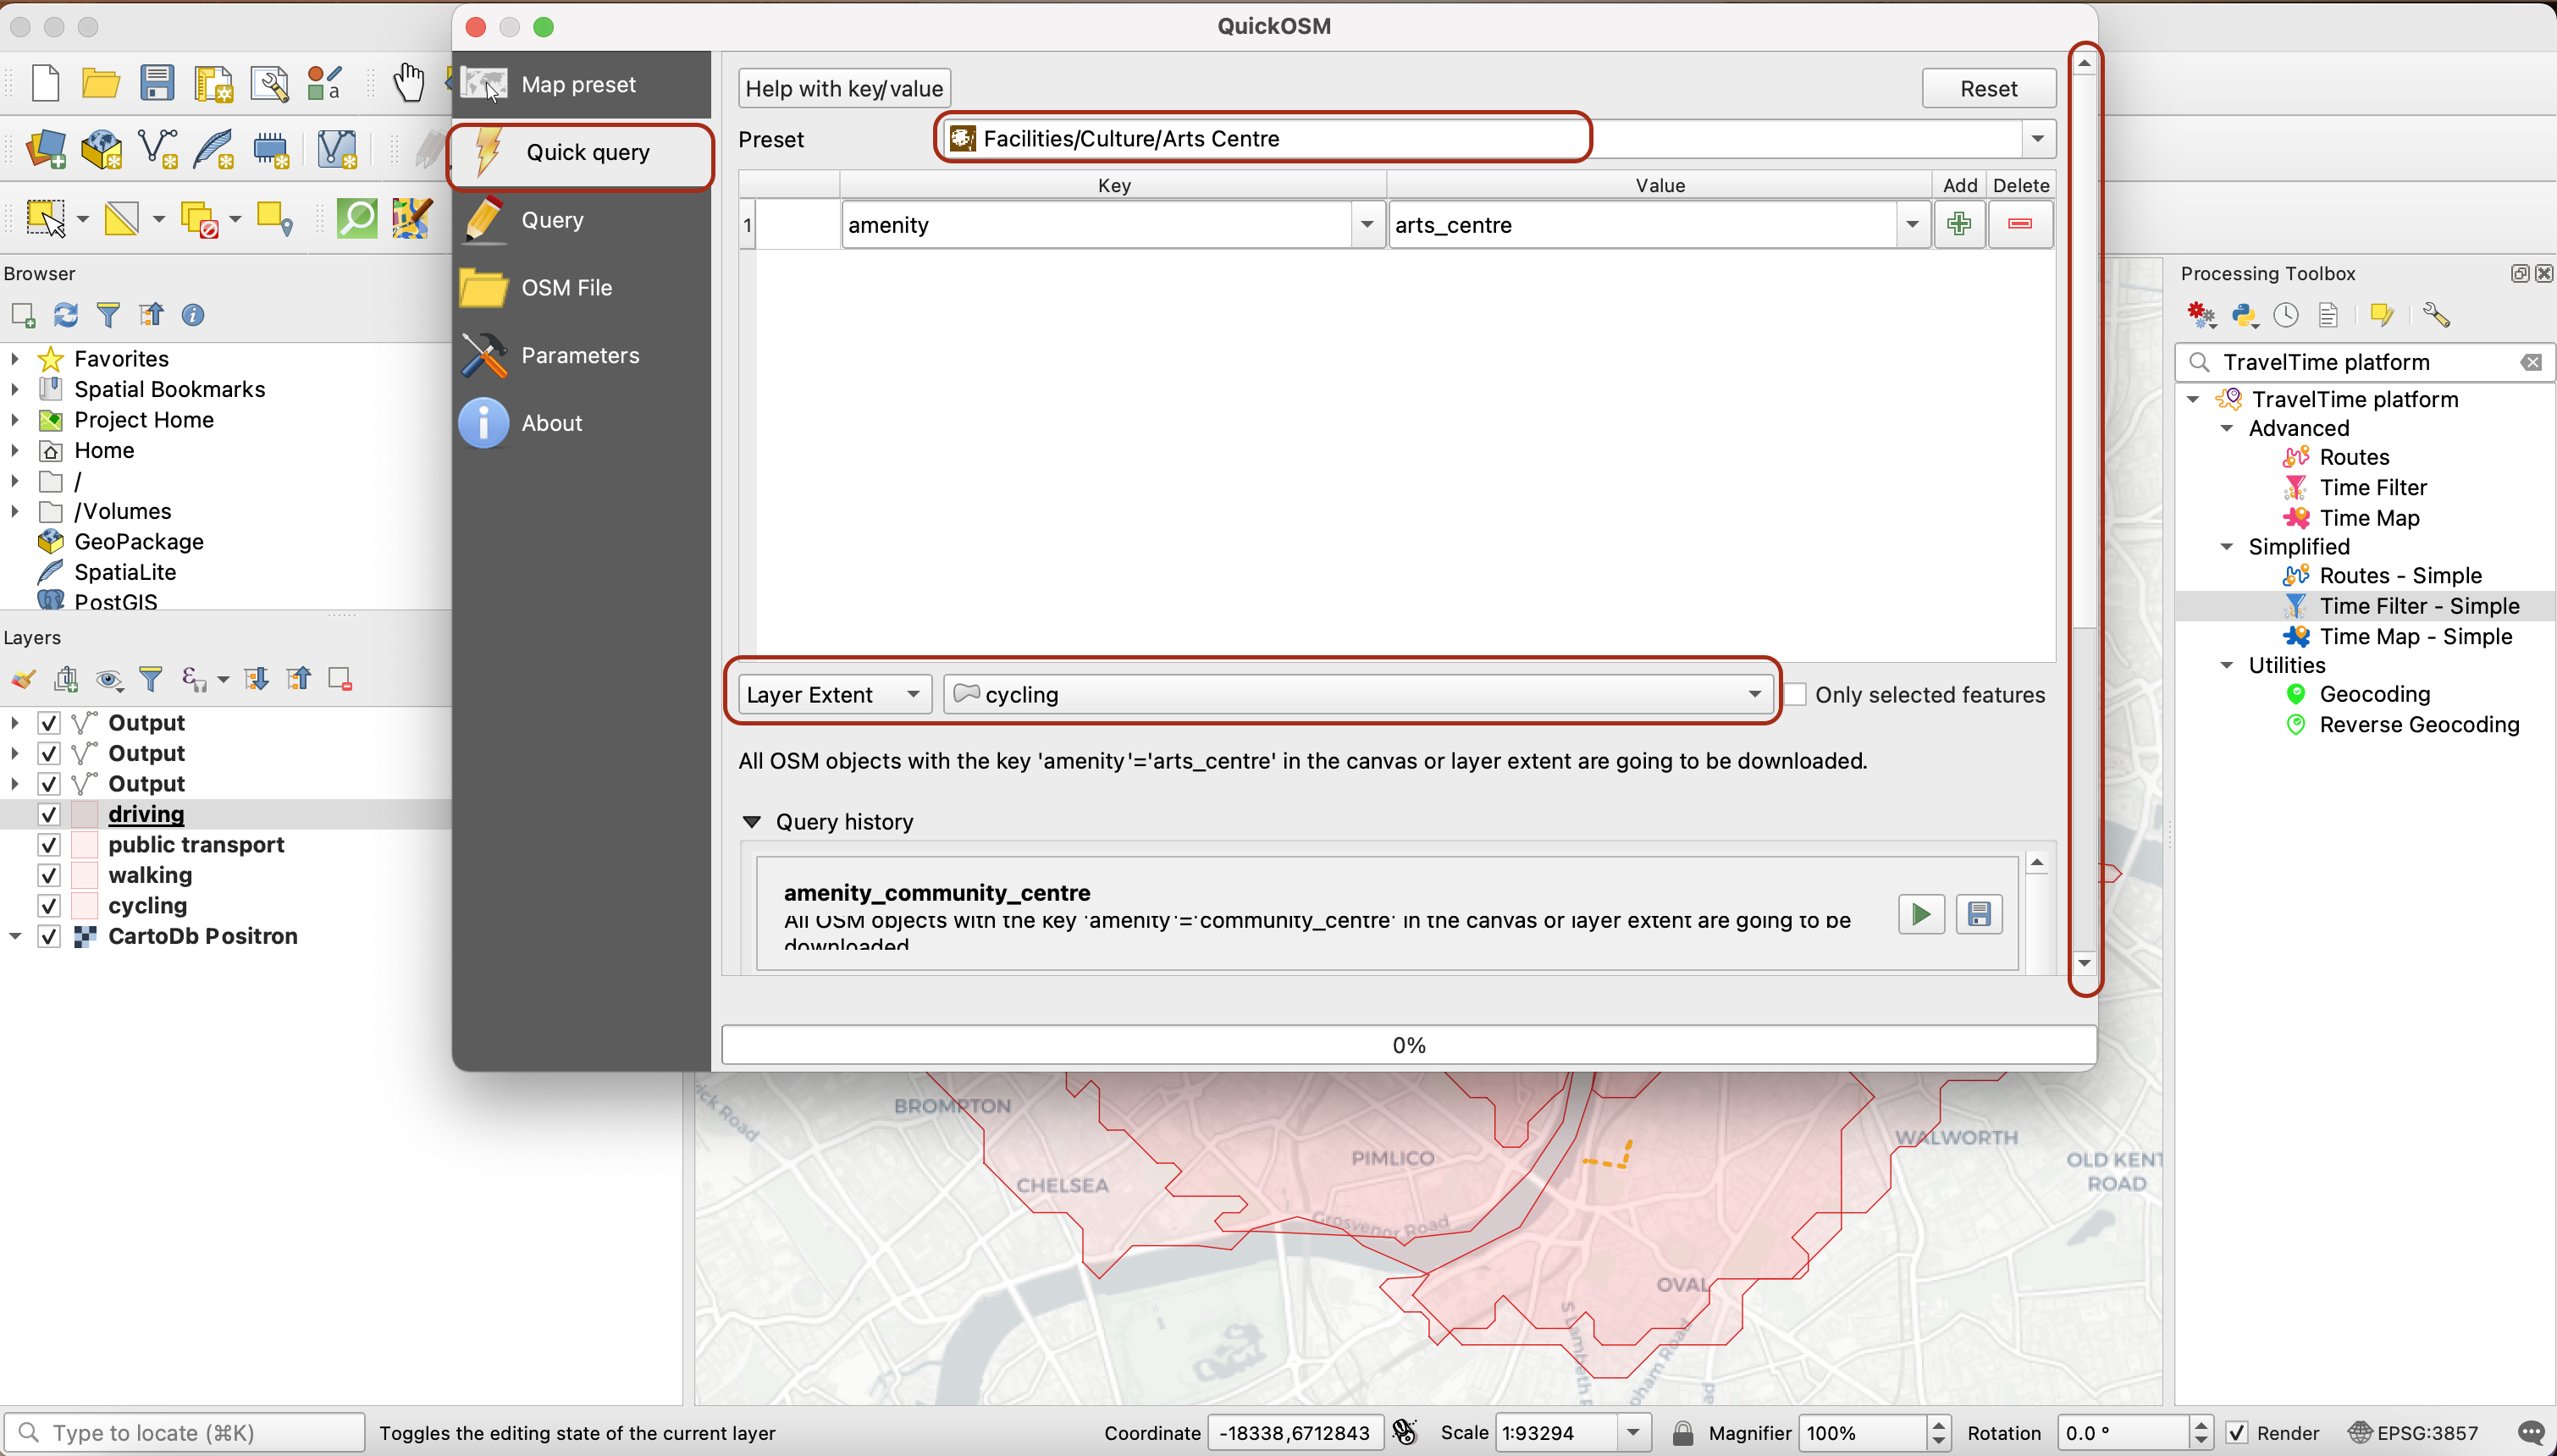 QuickOSM
Map preset
Quick query
Query
OSM File
Parameters
About
Help with key/value
Reset
Preset
Facilities/Culture/Arts Centre
Key
Value
Add
Delete
1
amenity
arts_centre
Layer Extent
cycling
Only selected features
All OSM objects with the key 'amenity'='arts_centre' in the canvas or layer extent are going to be downloaded.
Query history
amenity_community_centre
All OSM objects with the key 'amenity'='community_centre' in the canvas or layer extent are going to be
downloaded
0%
Browser
Favorites
Spatial Bookmarks
Project Home
Home
/
/Volumes
GeoPackage
SpatiaLite
PostGIS
Layers
Output
Output
Output
driving
public transport
walking
cycling
CartoDb Positron
Processing Toolbox
TravelTime platform
TravelTime platform
Advanced
Routes
Time Filter
Time Map
Simplified
Routes - Simple
Time Filter - Simple
Time Map - Simple
Utilities
Geocoding
Reverse Geocoding
BROMPTON
CHELSEA
PIMLICO
Grosvenor Road
OVAL
WALWORTH
OLD KENT
ROAD
Type to locate (⌘K)
Toggles the editing state of the current layer
Coordinate
-18338,6712843
Scale
1:93294
Magnifier
100%
Rotation
0.0 °
Render
EPSG:3857